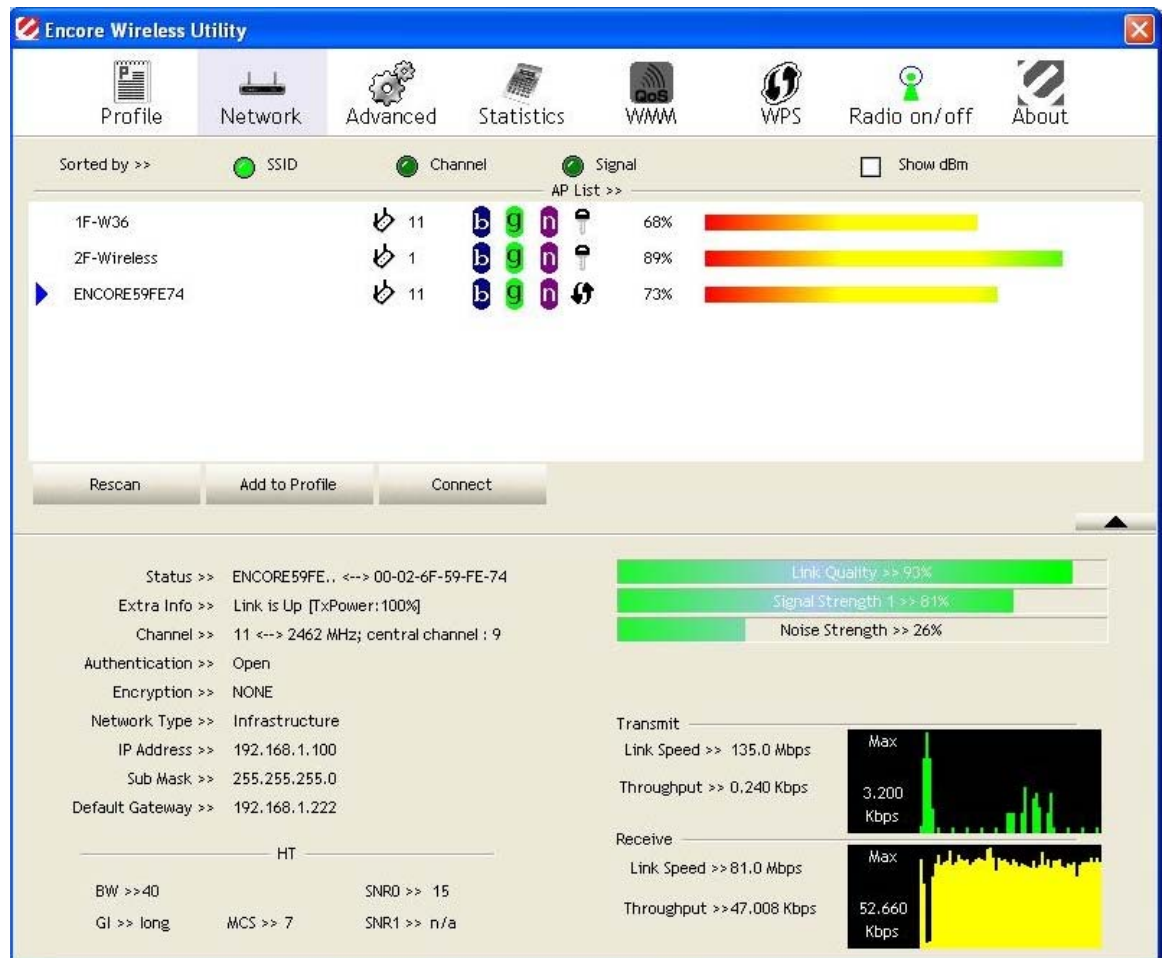 Encore Wireless Utility
Profile Network Advanced Statistics WMM WPS Radio on/off About
QoS
Sorted by >> SSID Channel Signal Show dBm
AP List >>
1F-W36 11 b g n 68%
2F-Wireless 1 b g n 89%
ENCORE59FE74 11 b g n 73%
Rescan Add to Profile Connect
Status >> ENCORE59FE.. <--> 00-02-6F-59-FE-74
Extra Info >> Link is Up [TxPower:100%]
Channel >> 11 <--> 2462 MHz; central channel : 9
Authentication >> Open
Encryption >> NONE
Network Type >> Infrastructure
IP Address >> 192.168.1.100
Sub Mask >> 255.255.255.0
Default Gateway >> 192.168.1.222
HT
BW >>40 SNR0 >> 15
GI >> long MCS >> 7 SNR1 >> n/a
Link Quality >> 93%
Signal Strength 1 >> 81%
Noise Strength >> 26%
Transmit
Link Speed >> 135.0 Mbps
Throughput >> 0.240 Kbps
Max
3.200
Kbps
Receive
Link Speed >>81.0 Mbps
Throughput >>47.008 Kbps
Max
52.660
Kbps